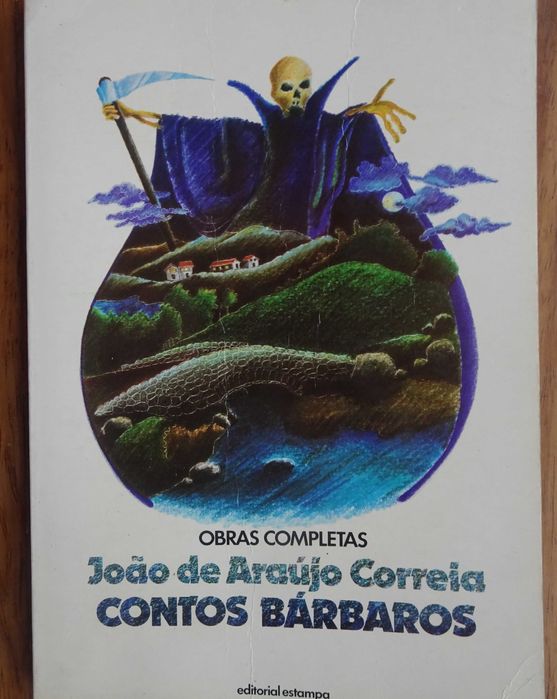 OBRAS COMPLETAS
João de Araújo Correia
CONTOS BÁRBAROS
editorial estampa